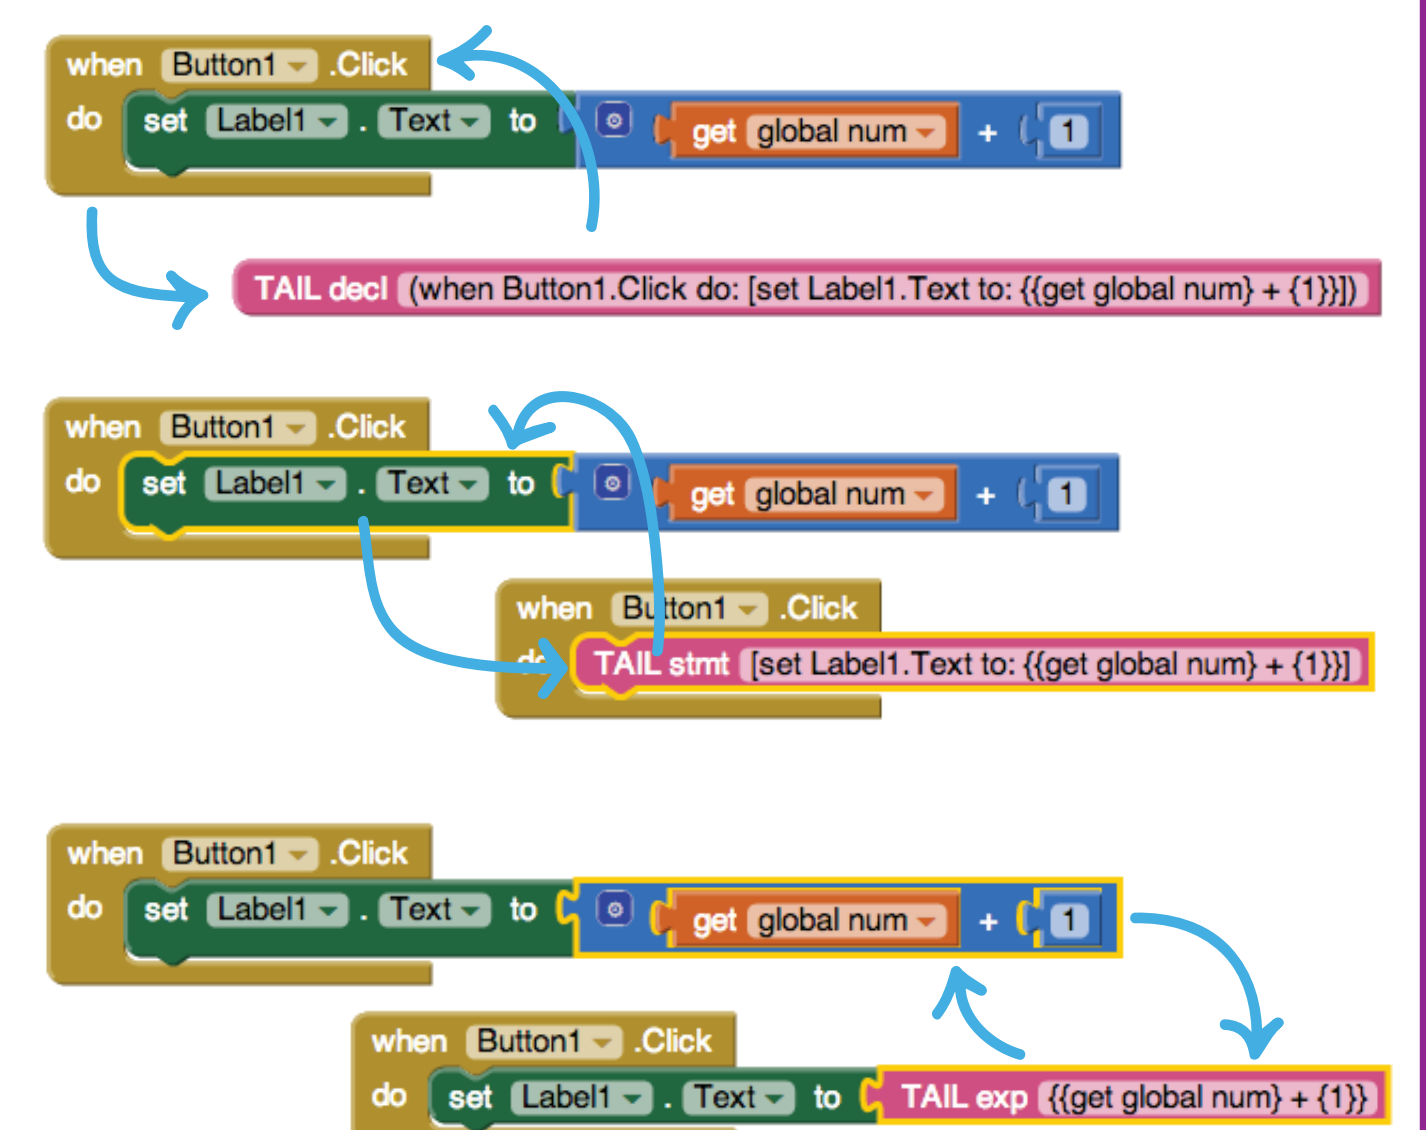 when Button1 .Click
do set Label1 . Text to get global num + 1
TAIL decl (when Button1.Click do: [set Label1.Text to: {{get global num} + {1}}])
when Button1 .Click
do set Label1 . Text to get global num + 1
when Button1 .Click
do TAIL stmt [set Label1.Text to: {{get global num} + {1}}]
when Button1 .Click
do set Label1 . Text to get global num + 1
when Button1 .Click
do set Label1 . Text to TAIL exp {{get global num} + {1}}